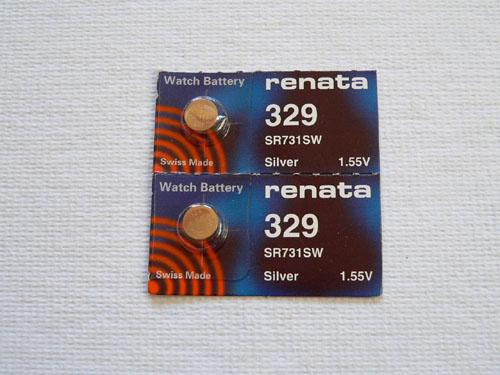 Watch Battery
renata
329
SR731SW
Swiss Made
Silver 1.55V
Watch Battery
renata
329
SR731SW
Swiss Made
Silver 1.55V